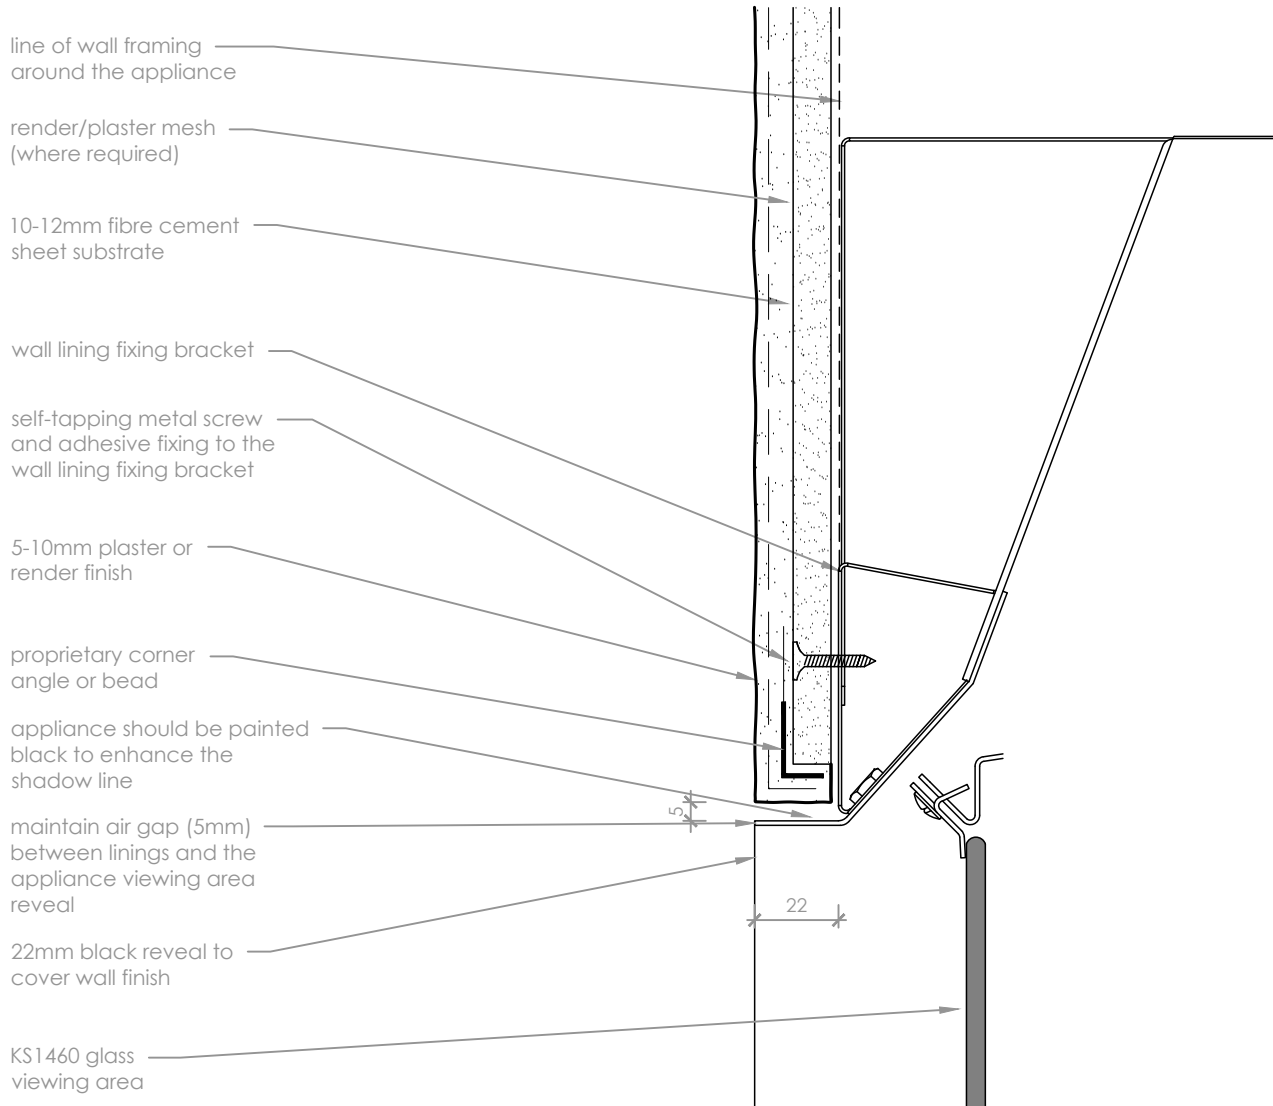 line of wall framing
around the appliance
render/plaster mesh
(where required)
10-12mm fibre cement
sheet substrate
wall lining fixing bracket
self-tapping metal screw
and adhesive fixing to the
wall lining fixing bracket
5-10mm plaster or
render finish
proprietary corner
angle or bead
appliance should be painted
black to enhance the
shadow line
maintain air gap (5mm)
between linings and the
appliance viewing area
reveal
22mm black reveal to
cover wall finish
KS1460 glass
viewing area
5
22